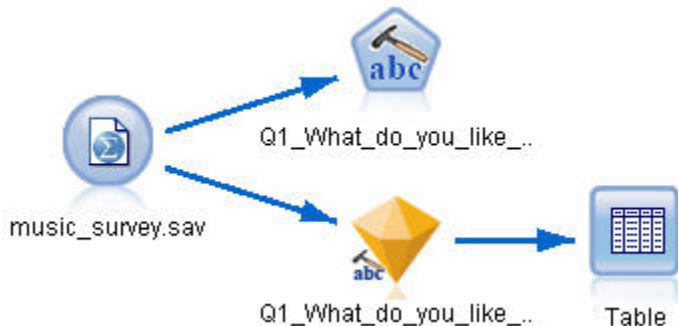 abc
Q1_What_do_you_like_..
music_survey.sav
abc
Q1_What_do_you_like_..
Table